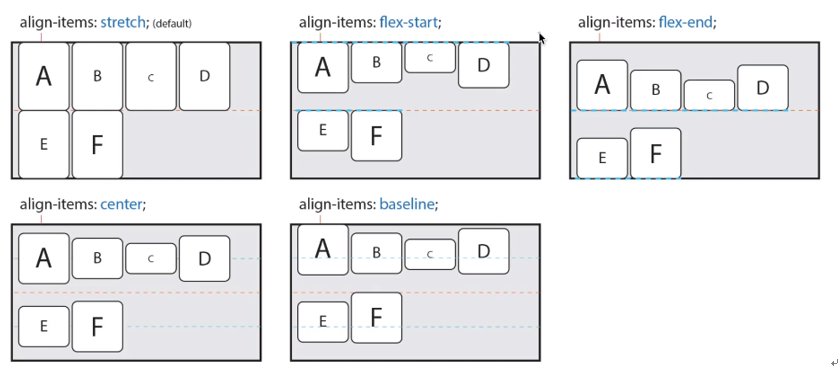 align-items: stretch; (default)
A B C D
E F
align-items: flex-start;
A B C D
E F
align-items: flex-end;
A B C D
E F
align-items: center;
A B C D
E F
align-items: baseline;
A B C D
E F